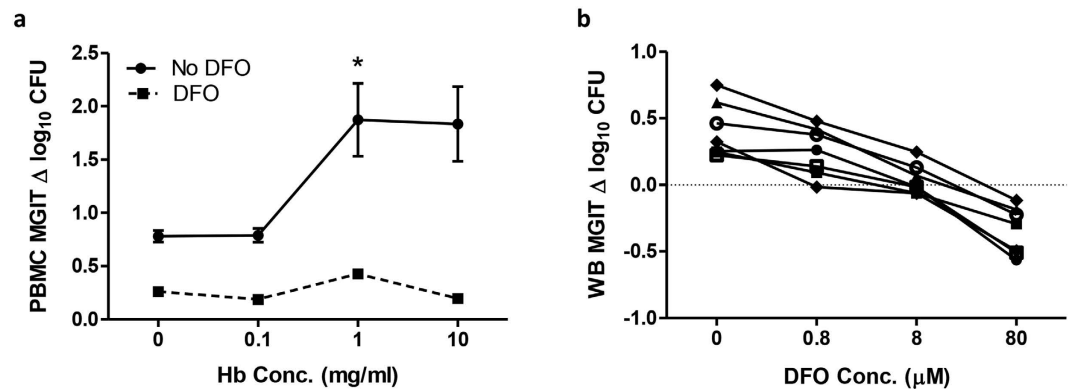 a
PBMC MGIT Δ log10 CFU
2.5
2.0
1.5
1.0
0.5
0.0
No DFO
DFO
*
0 0.1 1 10
Hb Conc. (mg/ml)
b
WB MGIT Δ log10 CFU
1.0
0.5
0.0
-0.5
-1.0
0 0.8 8 80
DFO Conc. (μM)